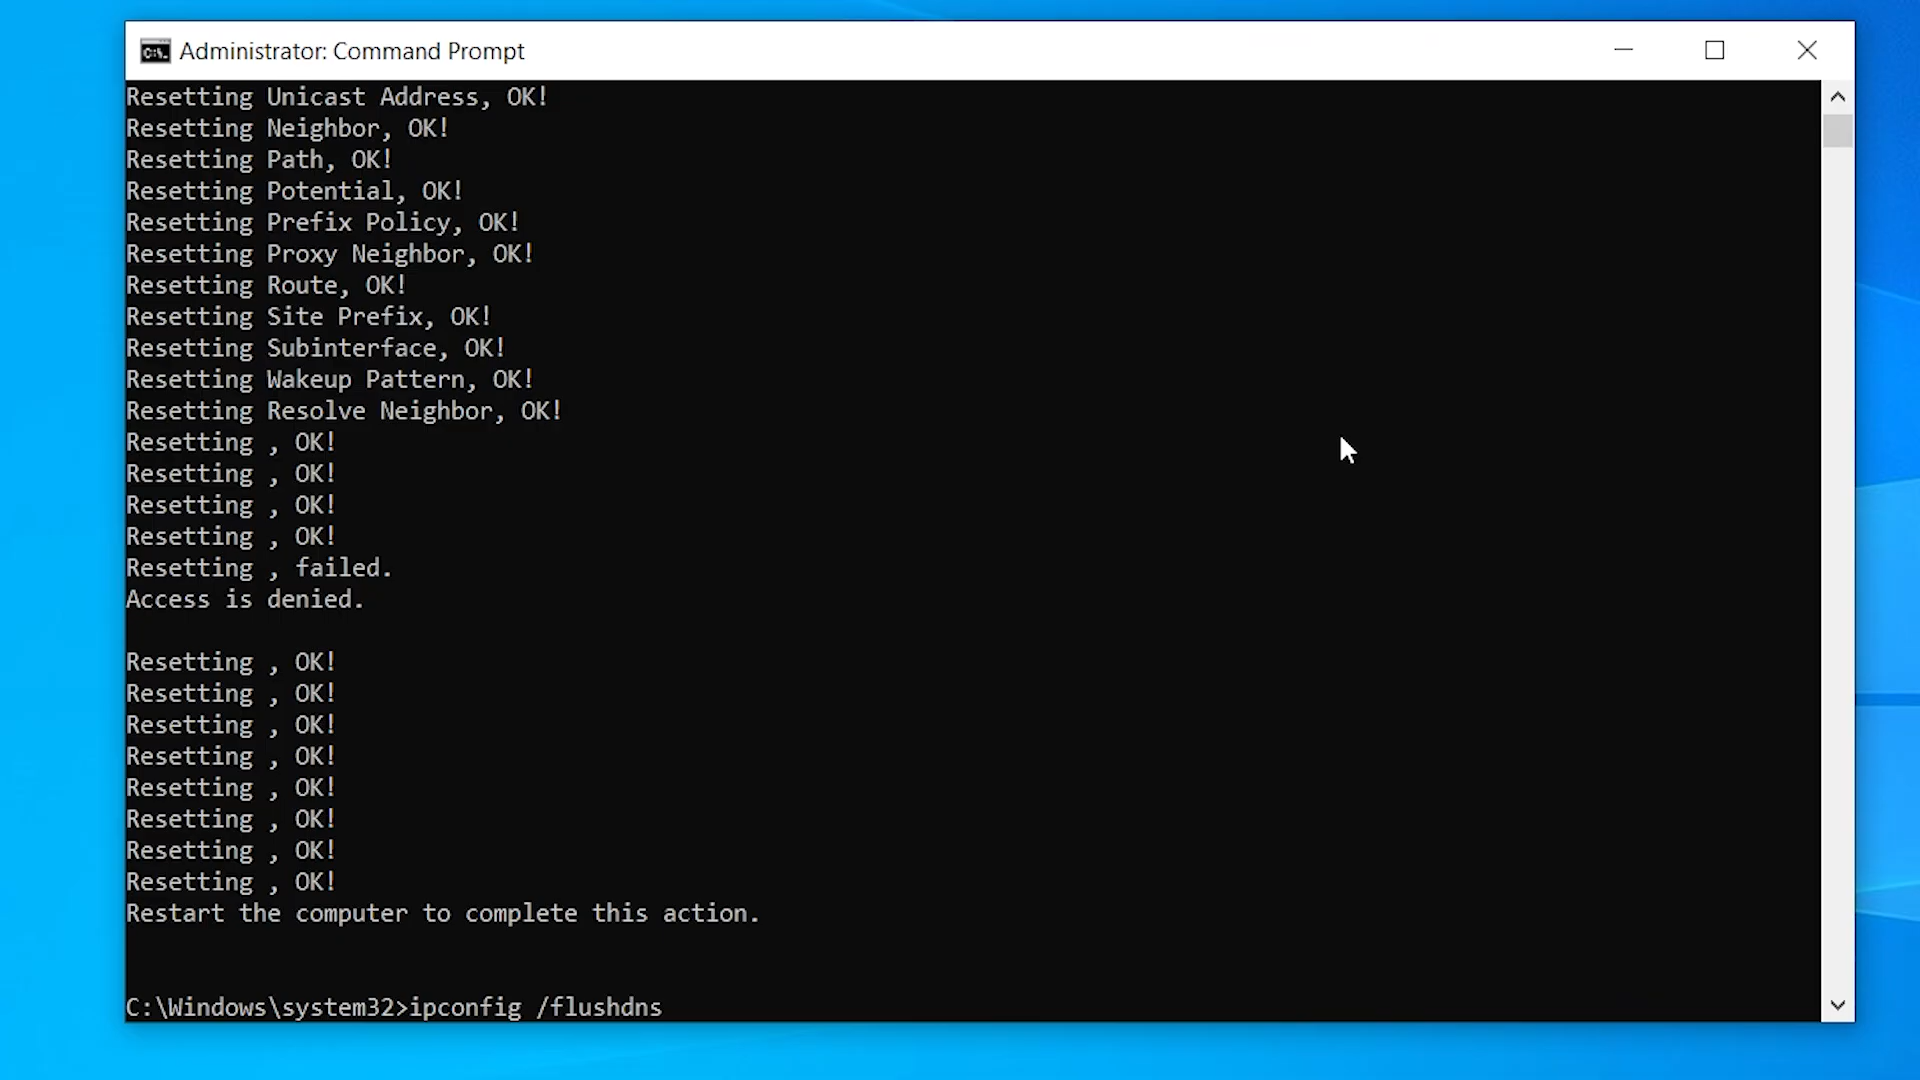 Administrator: Command Prompt
Resetting Unicast Address, OK!
Resetting Neighbor, OK!
Resetting Path, OK!
Resetting Potential, OK!
Resetting Prefix Policy, OK!
Resetting Proxy Neighbor, OK!
Resetting Route, OK!
Resetting Site Prefix, OK!
Resetting Subinterface, OK!
Resetting Wakeup Pattern, OK!
Resetting Resolve Neighbor, OK!
Resetting , OK!
Resetting , OK!
Resetting , OK!
Resetting , OK!
Resetting , failed.
Access is denied.

Resetting , OK!
Resetting , OK!
Resetting , OK!
Resetting , OK!
Resetting , OK!
Resetting , OK!
Resetting , OK!
Resetting , OK!
Restart the computer to complete this action.

C:\Windows\system32>ipconfig /flushdns